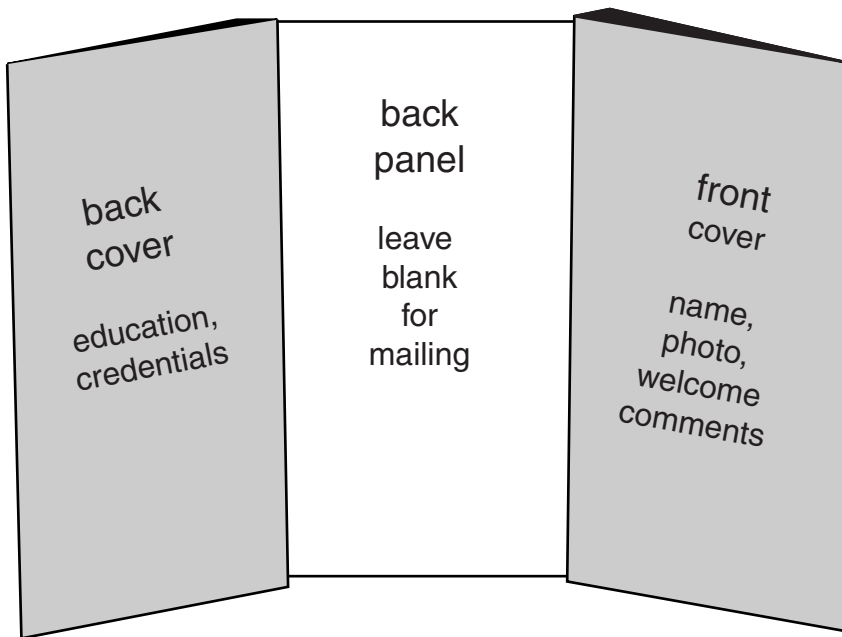 back
cover
education,
credentials
back
panel
leave
blank
for
mailing
front
cover
name,
photo,
welcome
comments